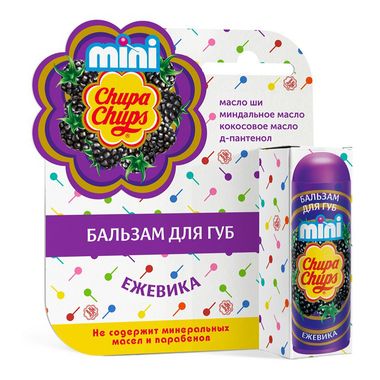 mini
Chupa
Chups
масло ши
миндальное масло
кокосовое масло
д-пантенол
БАЛЬЗАМ ДЛЯ ГУБ
ЕЖЕВИКА
Не содержит минеральных
масел и парабенов
БАЛЬЗАМ
ДЛЯ ГУБ
mini
Chupa
Chups
ЕЖЕВИКА